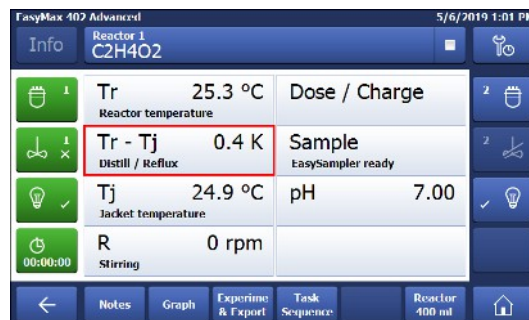 EasyMax 402 Advanced 5/6/2019 1:01 PM
Info
Reactor 1
C2H4O2
1
Tr 25.3 °C
Reactor temperature
Dose / Charge
2
1
Tr - Tj 0.4 K
Distill / Reflux
Sample
EasySampler ready
2
Tj 24.9 °C
Jacket temperature
pH 7.00
00:00:00
R 0 rpm
Stirring
Notes
Graph
Experime
& Export
Task
Sequence
Reactor
400 ml